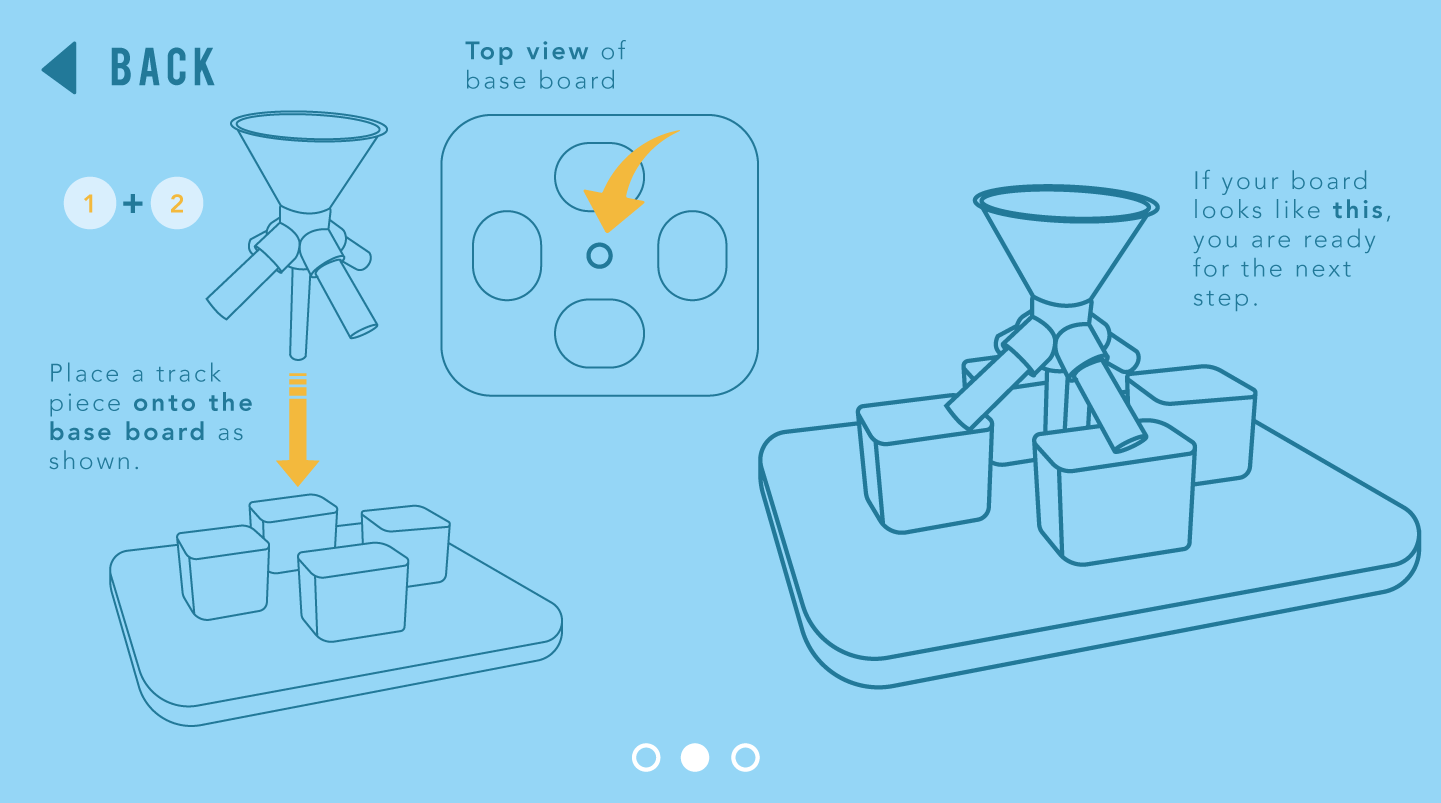 BACK
Top view of
base board
1 + 2
Place a track
piece onto the
base board as
shown.
If your board
looks like this,
you are ready
for the next
step.